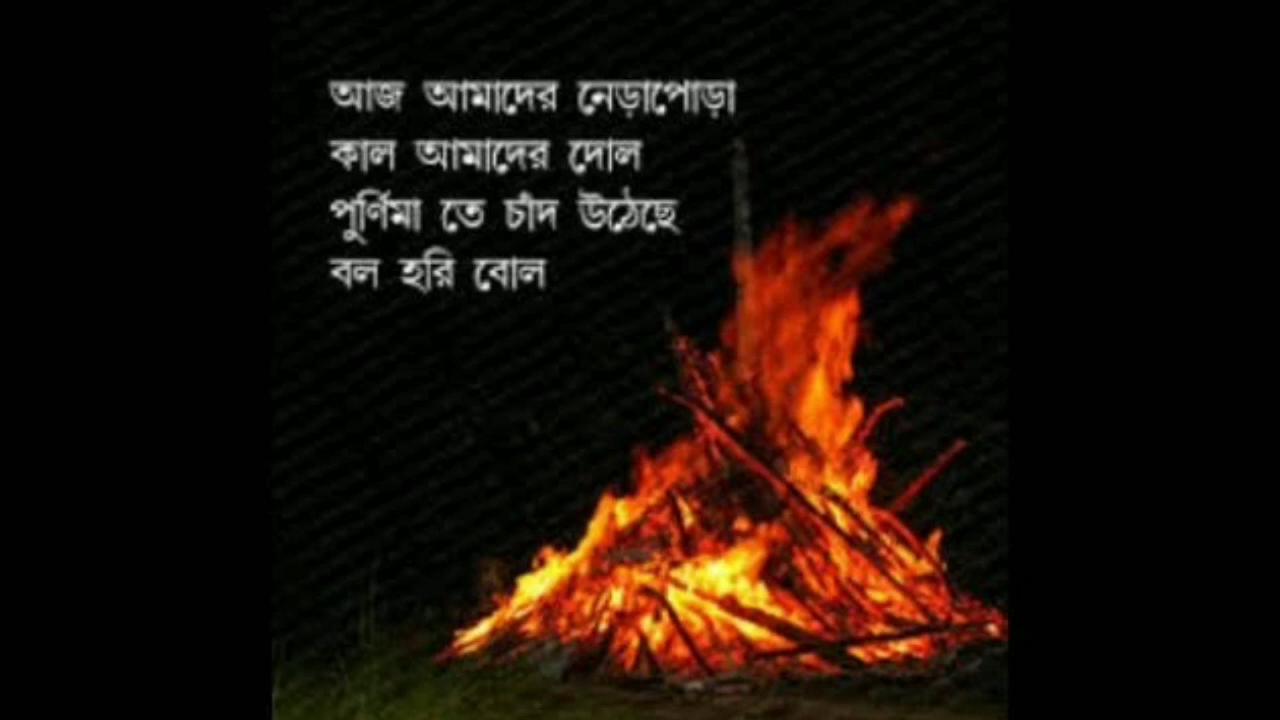 আজ আমাদের নেড়াপোড়া
কাল আমাদের দোল
পুর্ণিমা তে চাঁদ উঠেছে
বল হরি বোল